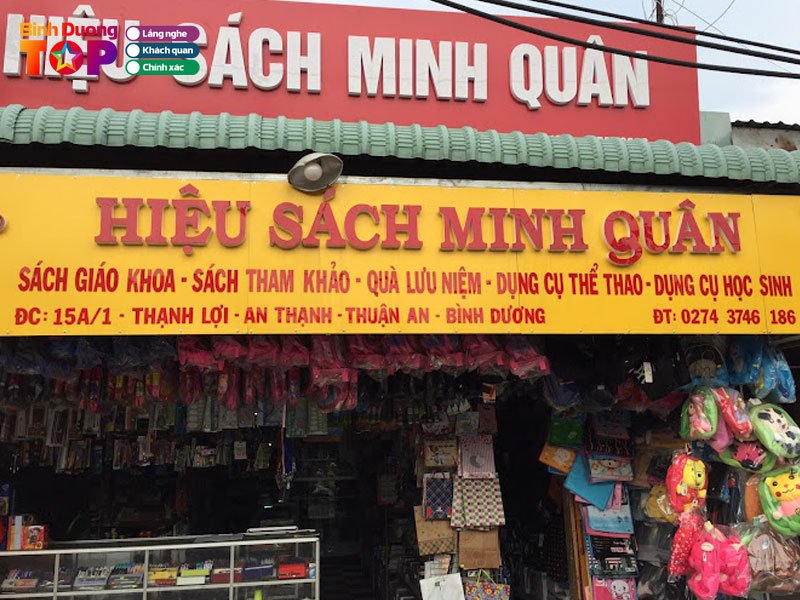 Bình Dương
TOP
Lắng nghe
Khách quan
Chính xác
HIỆU SÁCH MINH QUÂN
HIỆU SÁCH MINH QUÂN
SÁCH GIÁO KHOA - SÁCH THAM KHẢO - QUÀ LƯU NIỆM - DỤNG CỤ THỂ THAO - DỤNG CỤ HỌC SINH
ĐC: 15A/1 - THẠNH LỢI - AN THẠNH - THUẬN AN - BÌNH DƯƠNG ĐT: 0274 3746 186